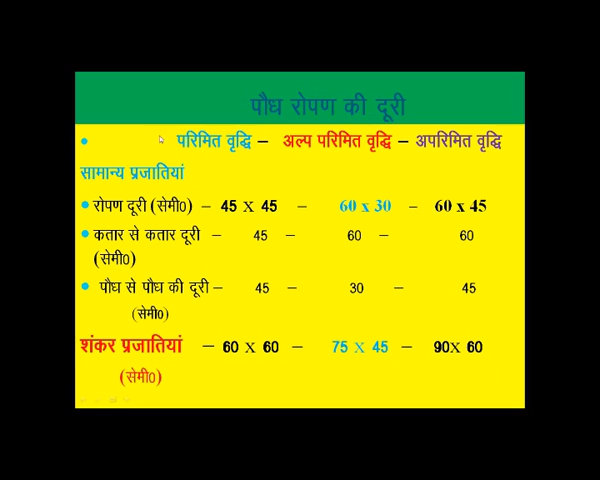 पौध रोपण की दूरी
• परिमित वृद्धि – अल्प परिमित वृद्धि – अपरिमित वृद्धि
सामान्य प्रजातियां
• रोपण दूरी (सेमी0) – 45 X 45 – 60 x 30 – 60 x 45
• कतार से कतार दूरी – 45 – 60 – 60
(सेमी0)
• पौध से पौध की दूरी – 45 – 30 – 45
(सेमी0)
शंकर प्रजातियां – 60 X 60 – 75 X 45 – 90X 60
(सेमी0)